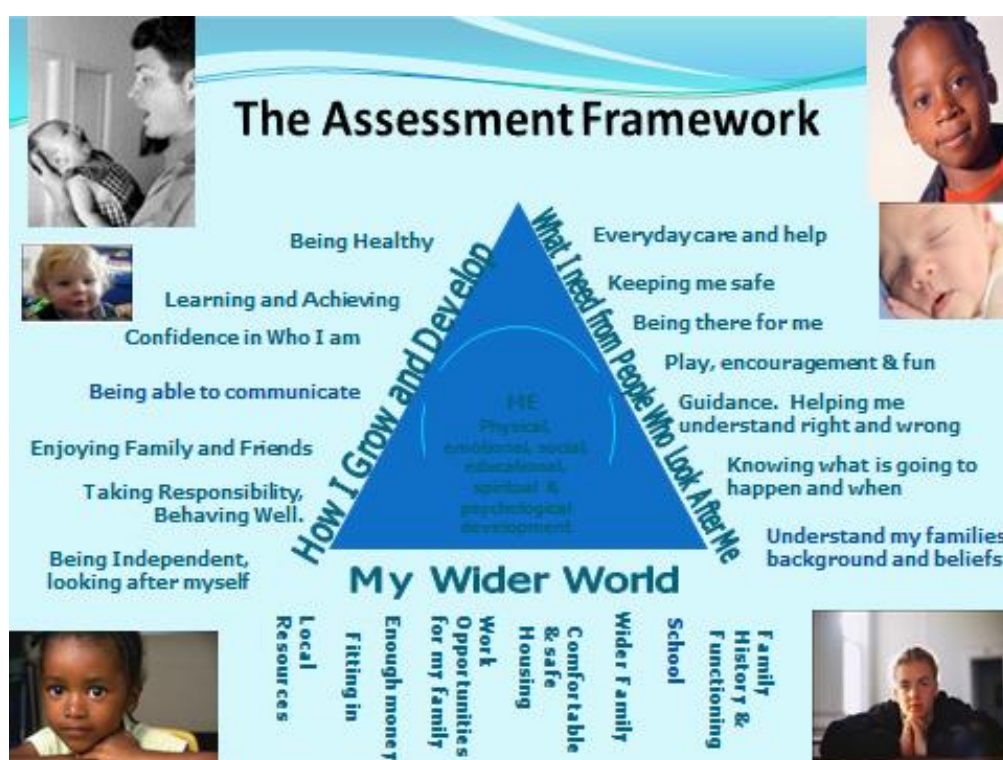 The Assessment Framework
Being Healthy
Learning and Achieving
Confidence in Who I am
Being able to communicate
Enjoying Family and Friends
Taking Responsibility,
Behaving Well.
Being Independent,
looking after myself
How I Grow and Develop
ME
Physical,
emotional, social,
educational,
spiritual &
psychological
development
What I need from People Who Look After Me
Everyday care and help
Keeping me safe
Being there for me
Play, encouragement & fun
Guidance. Helping me
understand right and wrong
Knowing what is going to
happen and when
Understand my families
background and beliefs
My Wider World
Local
Resources
Fitting in
Enough money
Work
Opportunities
for my family
Comfortable
& safe
Housing
Wider Family
School
Family
History &
Functioning